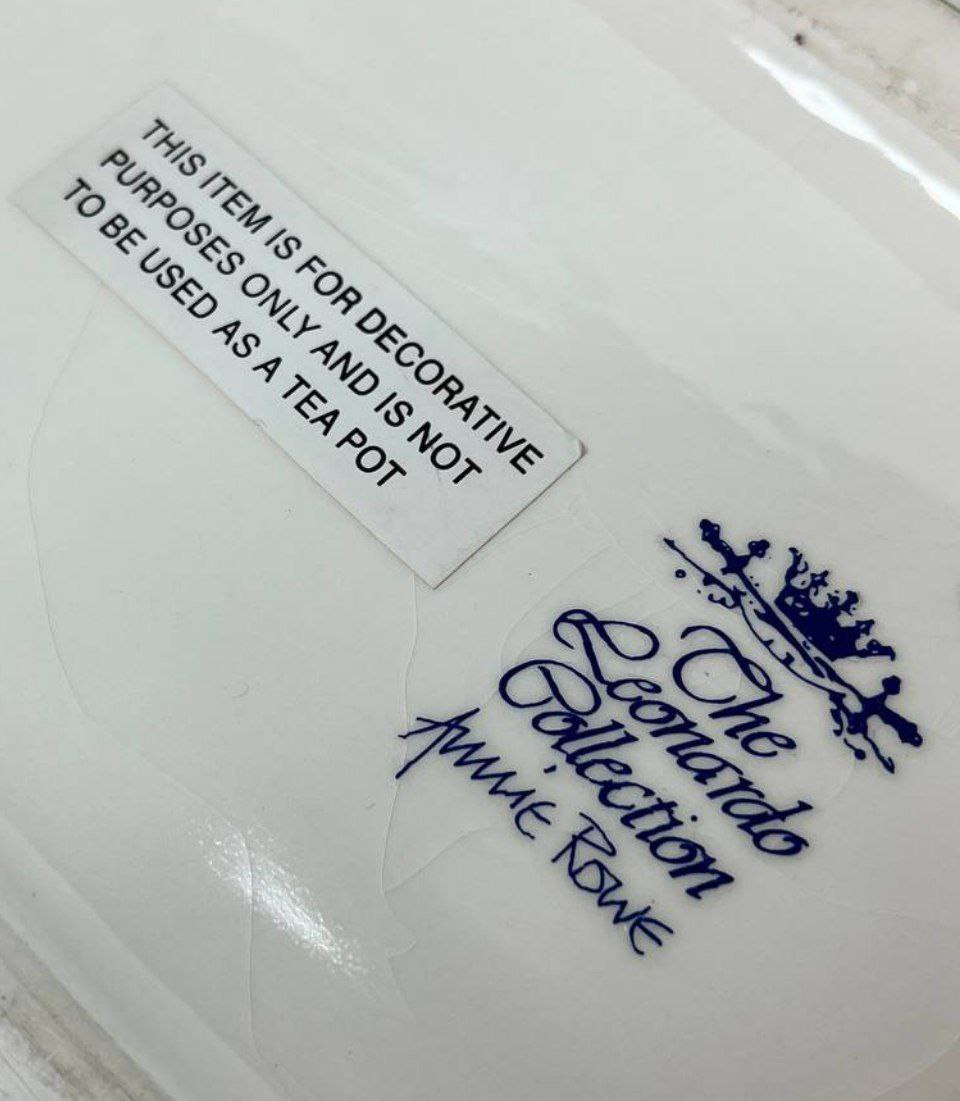 THIS ITEM IS FOR DECORATIVE
PURPOSES ONLY AND IS NOT
TO BE USED AS A TEA POT
The
Leonardo
Collection
ANNIE ROWE